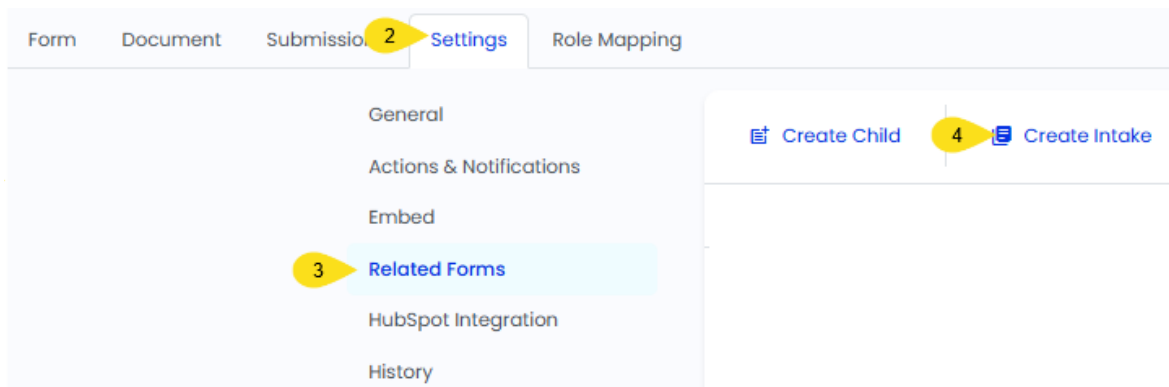 Form Document Submission 2 Settings Role Mapping
General
Create Child 4 Create Intake
Actions & Notifications
Embed
3 Related Forms
HubSpot Integration
History